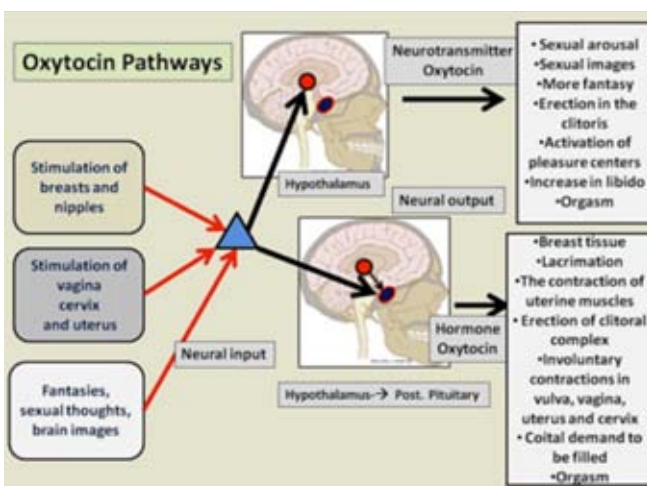 Oxytocin Pathways
Stimulation of
breasts and
nipples
Stimulation of
vagina
cervix
and uterus
Fantasies,
sexual thoughts,
brain images
Neural input
Hypothalamus
Neurotransmitter
Oxytocin
•Sexual arousal
•Sexual images
•More fantasy
•Erection in the
clitoris
•Activation of
pleasure centers
•Increase in libido
•Orgasm
Neural output
Hypothalamus-→ Post. Pituitary
Hormone
Oxytocin
•Breast tissue
•Lacrimation
•The contraction of
uterine muscles
• Erection of clitoral
complex
•Involuntary
contractions in
vulva, vagina,
uterus and cervix
• Coital demand to
be filled
•Orgasm